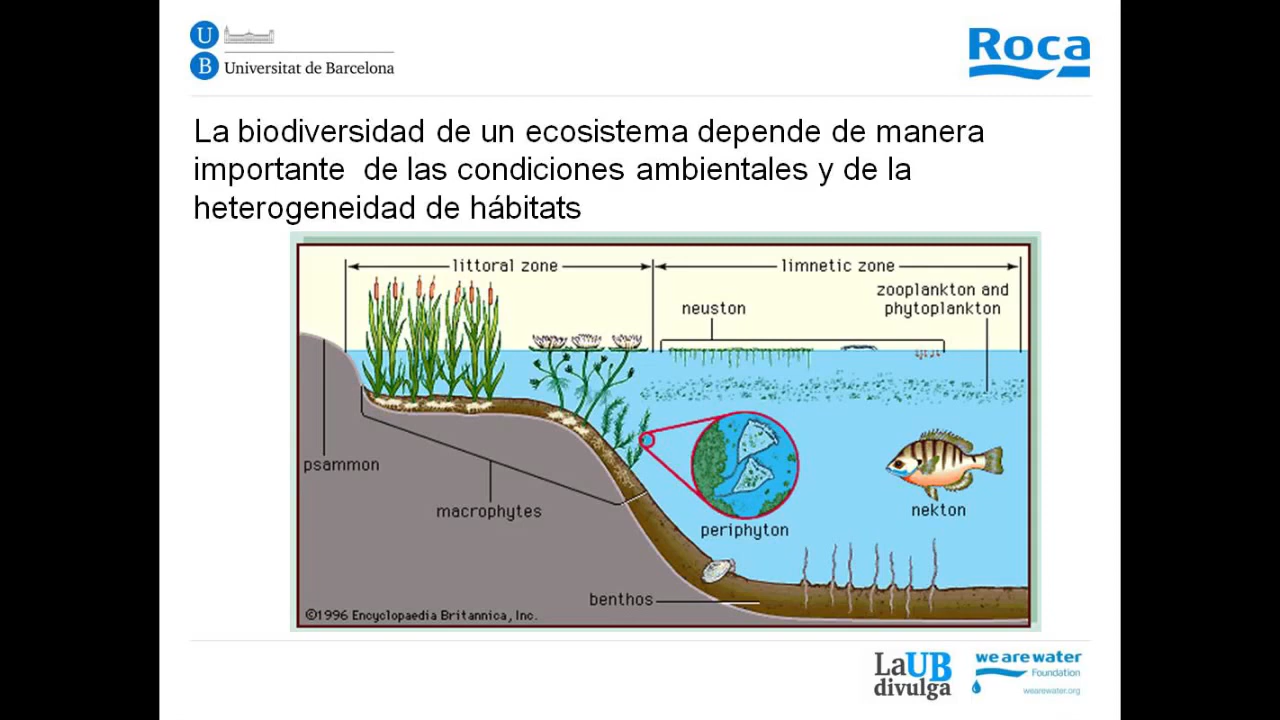 U
B Universitat de Barcelona
Roca
La biodiversidad de un ecosistema depende de manera
importante de las condiciones ambientales y de la
heterogeneidad de hábitats
littoral zone
limnetic zone
zooplankton and
phytoplankton
neuston
psammon
macrophytes
periphyton
nekton
benthos
©1996 Encyclopaedia Britannica, Inc.
La UB
divulga
we are water
Foundation
wearewater.org